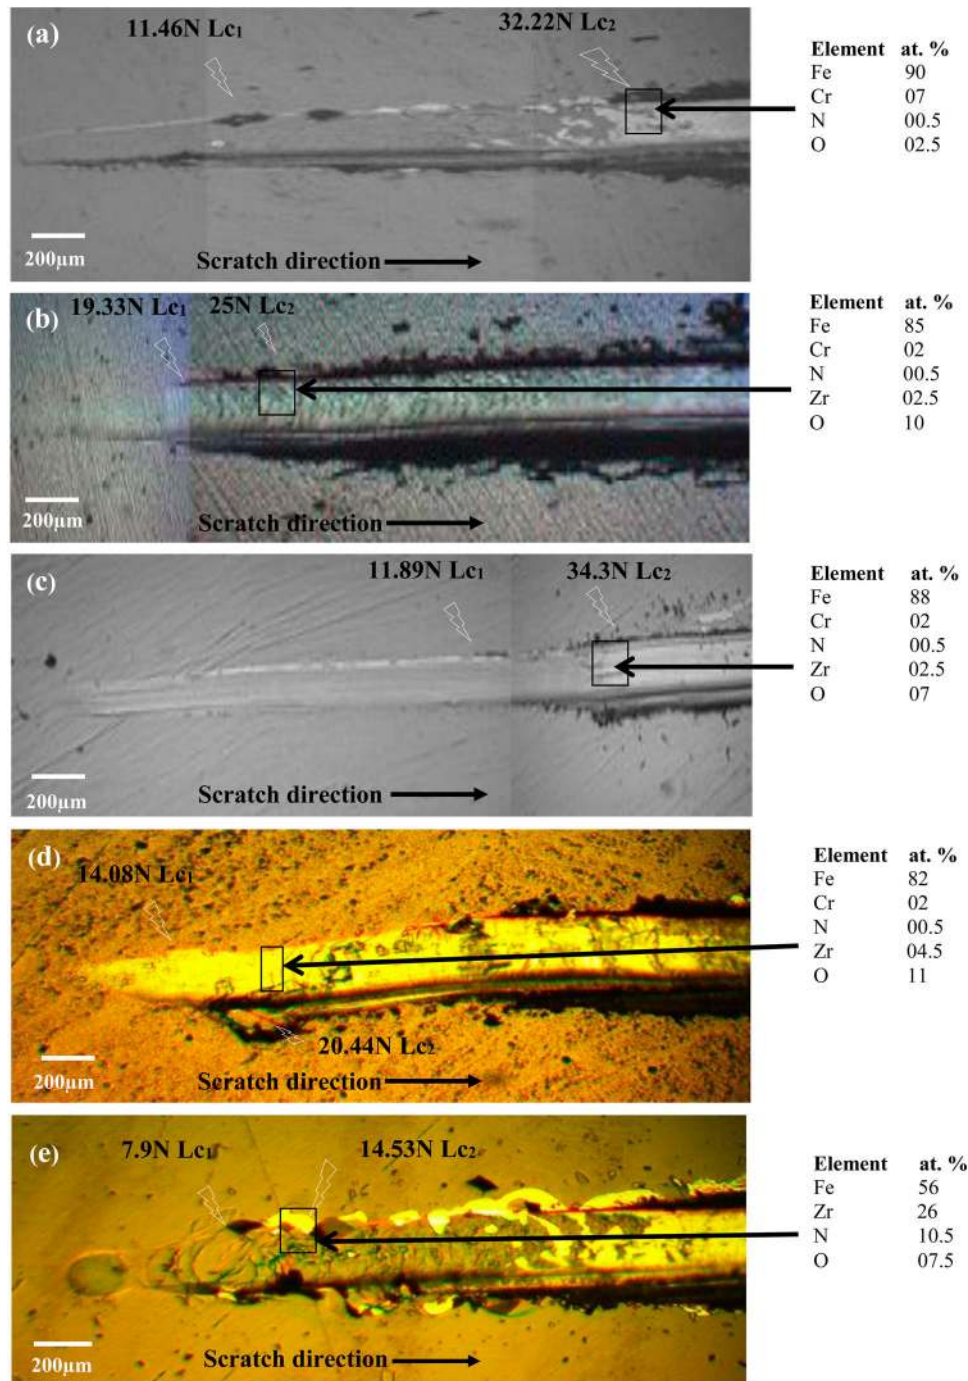 (a)
11.46N Lc₁
32.22N Lc₂
200µm
Scratch direction
Element at. %
Fe 90
Cr 07
N 00.5
O 02.5
(b)
19.33N Lc₁
25N Lc₂
200µm
Scratch direction
Element at. %
Fe 85
Cr 02
N 00.5
Zr 02.5
O 10
(c)
11.89N Lc₁
34.3N Lc₂
200µm
Scratch direction
Element at. %
Fe 88
Cr 02
N 00.5
Zr 02.5
O 07
(d)
14.08N Lc₁
20.44N Lc₂
200µm
Scratch direction
Element at. %
Fe 82
Cr 02
N 00.5
Zr 04.5
O 11
(e)
7.9N Lc₁
14.53N Lc₂
200µm
Scratch direction
Element at. %
Fe 56
Zr 26
N 10.5
O 07.5